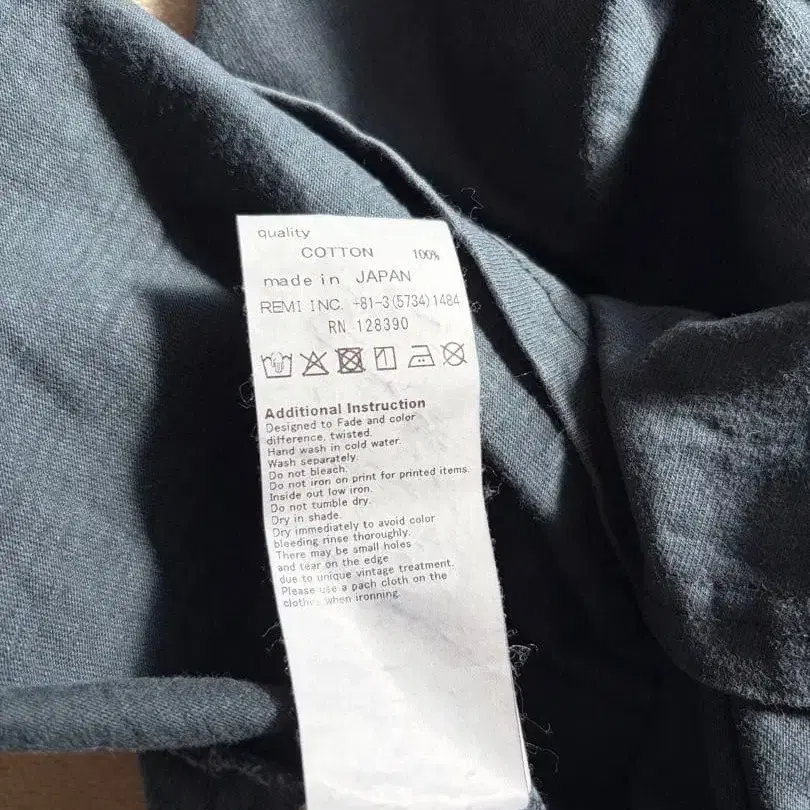 quality
COTTON 100%
made in JAPAN
REMI INC. +81-3(5734)1484
RN 128390
Additional Instruction
Designed to Fade and color
difference, twisted.
Hand wash in cold water.
Wash separately.
Do not bleach.
Do not iron on print for printed items.
Inside out low iron.
Do not tumble dry.
Dry in shade.
Dry immediately to avoid color
bleeding rinse thoroughly.
There may be small holes
and tear on the edge
due to unique vintage treatment.
Please use a pach cloth on the
clothes when ironning.